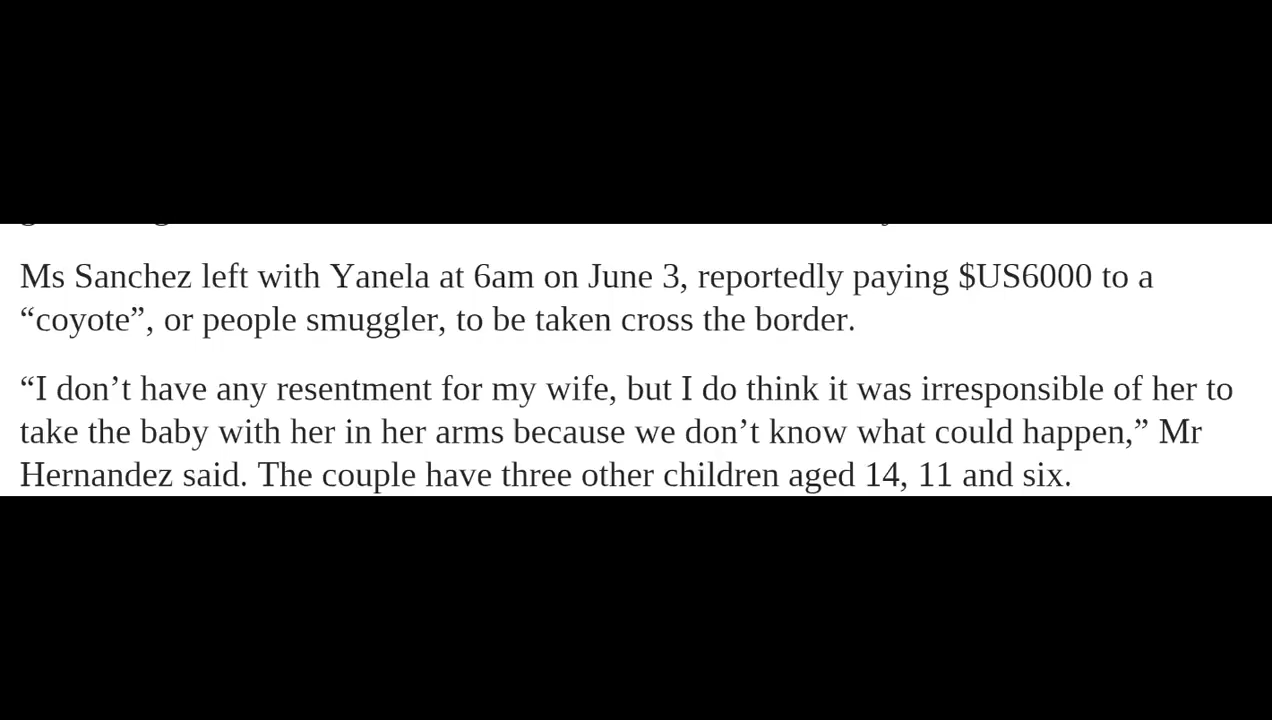 Ms Sanchez left with Yanela at 6am on June 3, reportedly paying $US6000 to a
“coyote”, or people smuggler, to be taken cross the border.
“I don’t have any resentment for my wife, but I do think it was irresponsible of her to
take the baby with her in her arms because we don’t know what could happen,” Mr
Hernandez said. The couple have three other children aged 14, 11 and six.